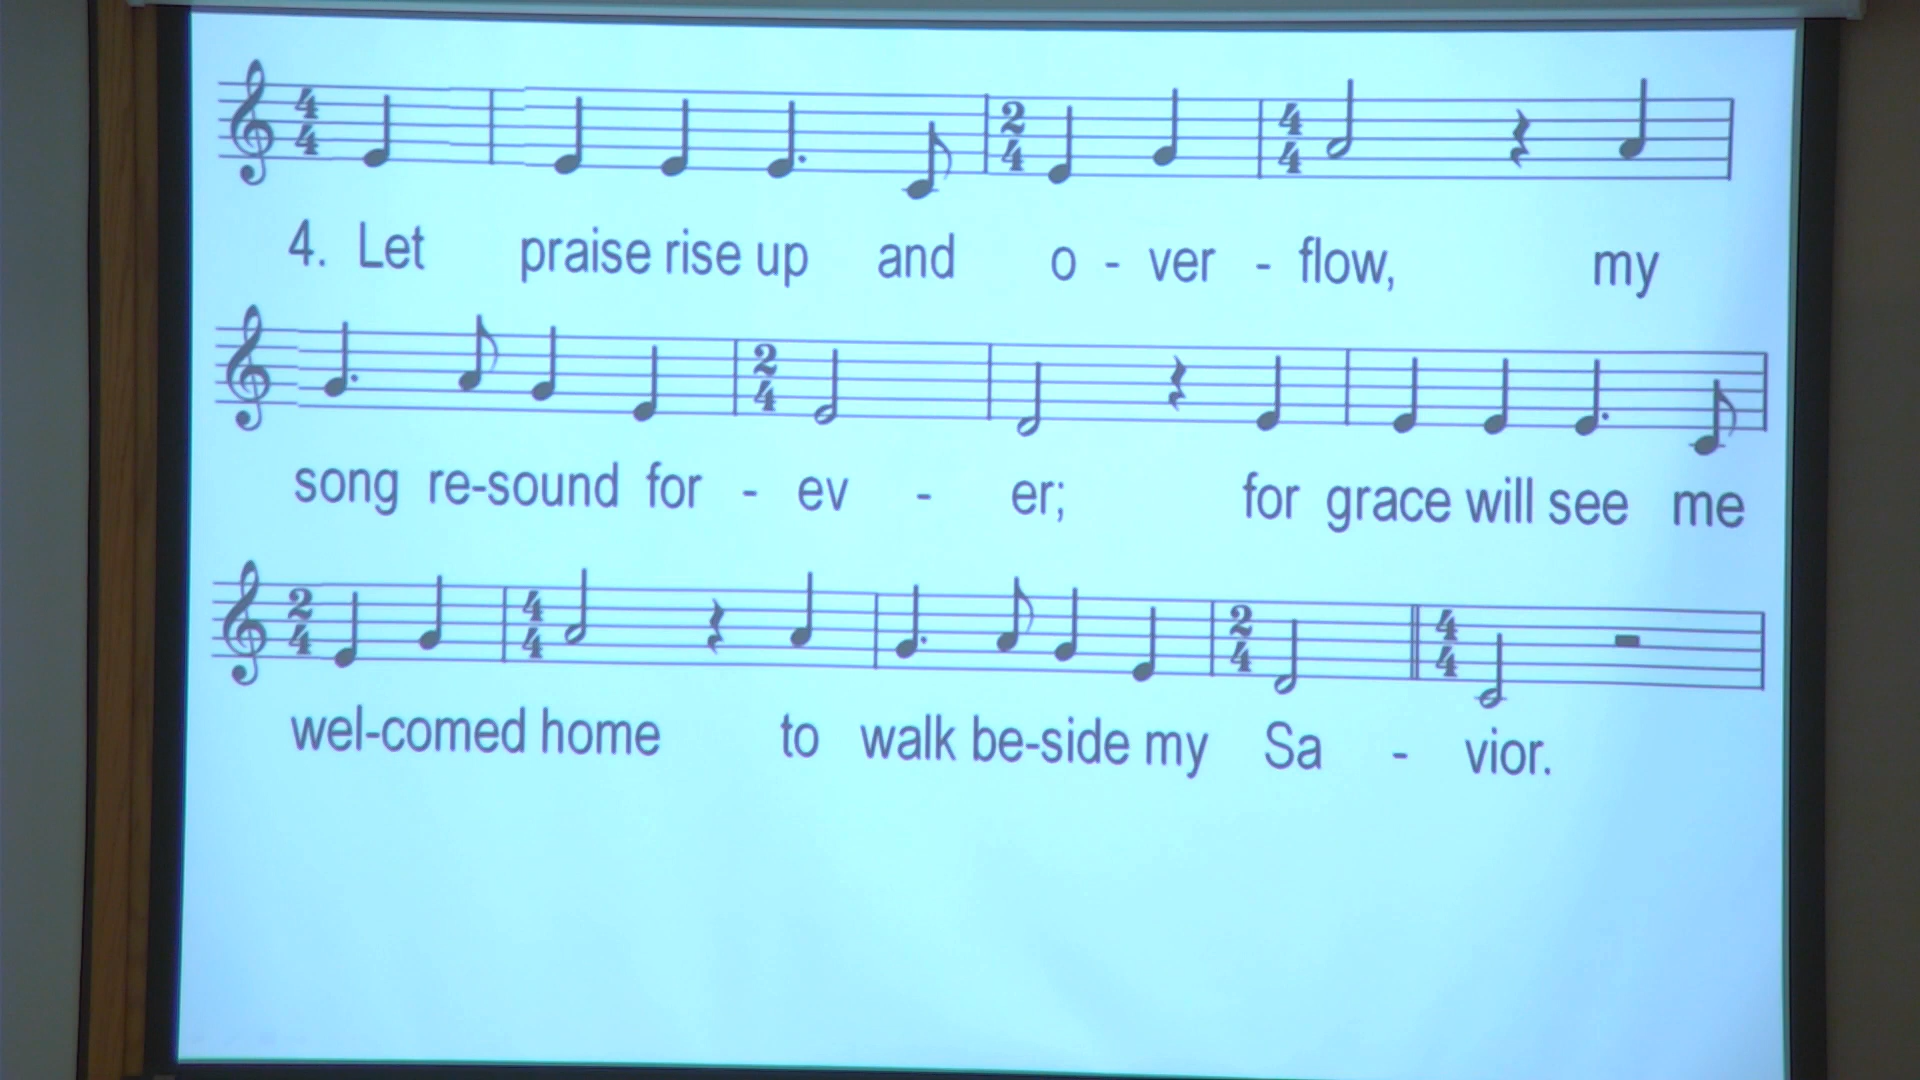 4. Let praise rise up and o - ver - flow, my
song re-sound for - ev - er; for grace will see me
wel-comed home to walk be-side my Sa - vior.